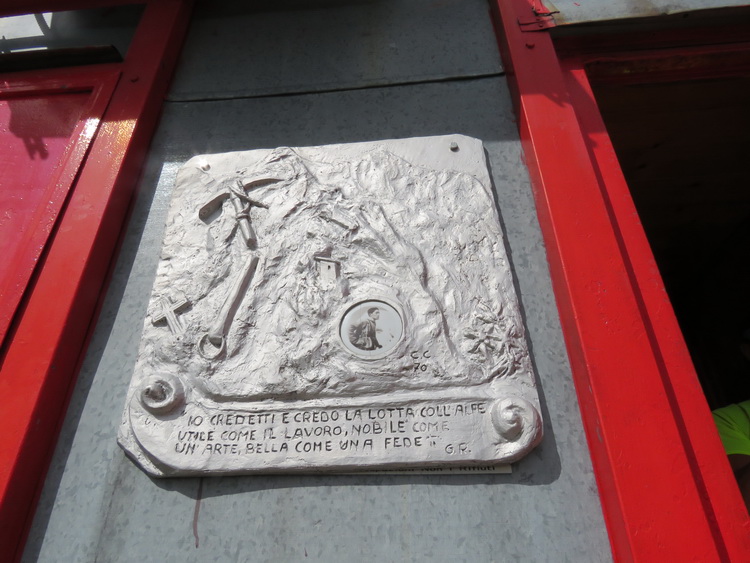 C.C.
70
IO CREDETTI E CREDO LA LOTTA COLL'ALPE
UTILE COME IL LAVORO, NOBILE COME
UN'ARTE, BELLA COME UNA FEDE
G.R.